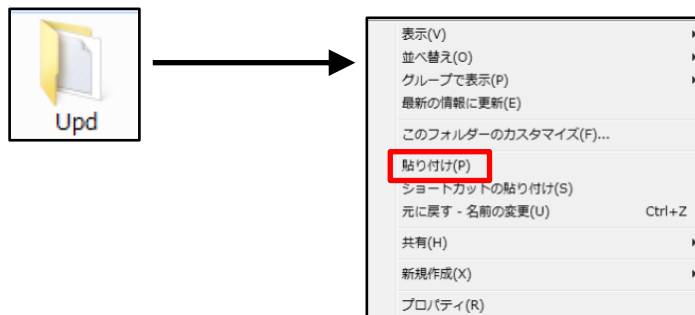 Upd
表示(V)
並べ替え(O)
グループで表示(P)
最新の情報に更新(E)
このフォルダーのカスタマイズ(F)...
貼り付け(P)
ショートカットの貼り付け(S)
元に戻す - 名前の変更(U) Ctrl+Z
共有(H)
新規作成(X)
プロパティ(R)